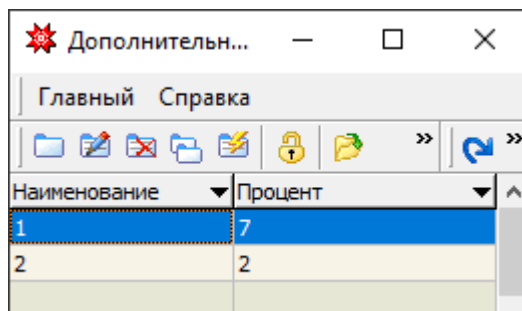 Дополнительн...
Главный Справка
Наименование Процент
1 7
2 2